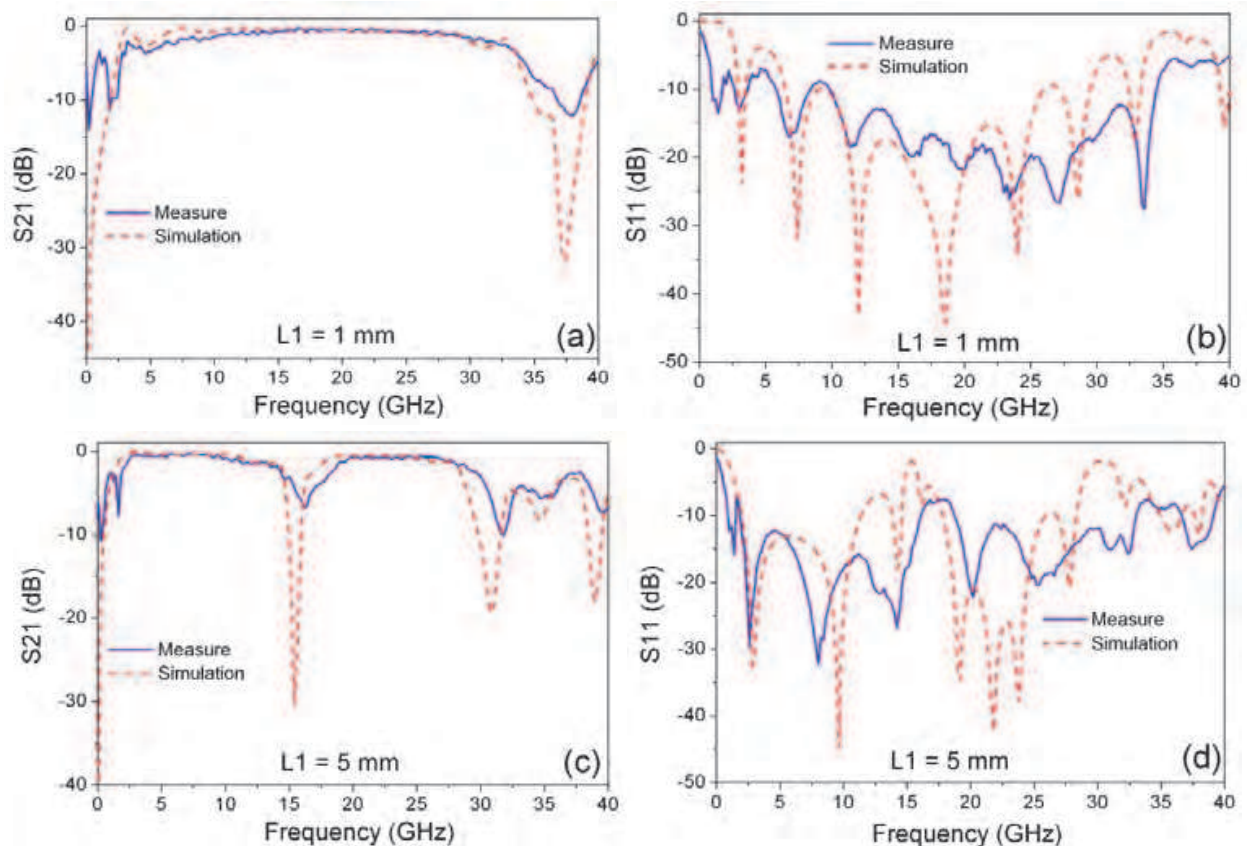 0
-10
-20
-30
-40
S21 (dB)
Measure
Simulation
L1 = 1 mm
(a)
0 5 10 15 20 25 30 35 40
Frequency (GHz)
0
-10
-20
-30
-40
-50
S11 (dB)
Measure
Simulation
L1 = 1 mm
(b)
0 5 10 15 20 25 30 35 40
Frequency (GHz)
0
-10
-20
-30
-40
S21 (dB)
Measure
Simulation
L1 = 5 mm
(c)
0 5 10 15 20 25 30 35 40
Frequency (GHz)
0
-10
-20
-30
-40
-50
S11 (dB)
Measure
Simulation
L1 = 5 mm
(d)
0 5 10 15 20 25 30 35 40
Frequency (GHz)